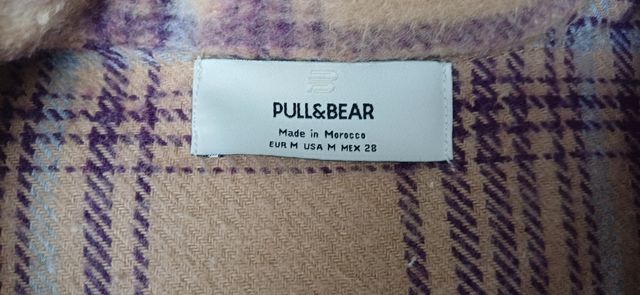 PULL&BEAR
Made in Morocco
EUR M USA M MEX 28